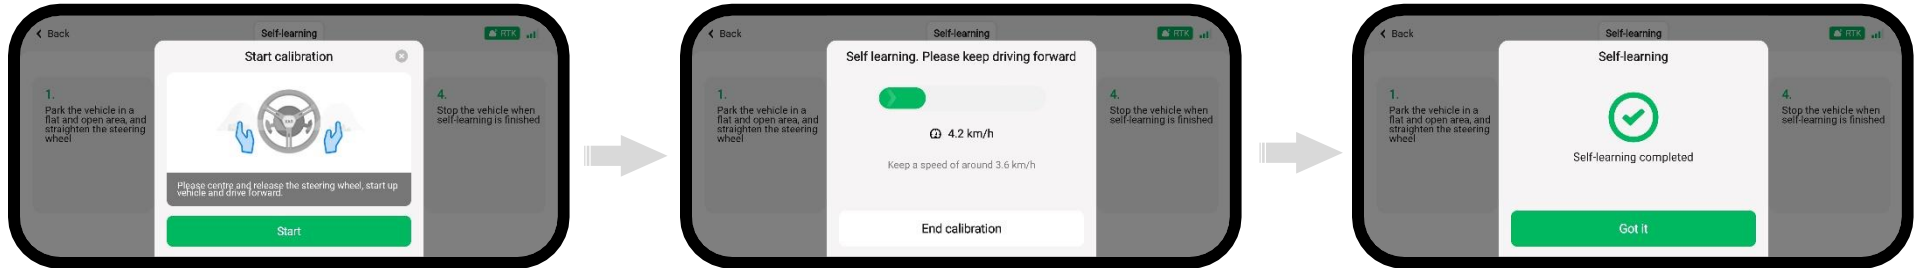 Back
Self-learning
RTK
Start calibration
1.
Park the vehicle in a
flat and open area, and
straighten the steering
wheel
4.
Stop the vehicle when
self-learning is finished
Please centre and release the steering wheel, start up
vehicle and drive forward.
Start
Back
Self-learning
RTK
Self learning. Please keep driving forward
1.
Park the vehicle in a
flat and open area, and
straighten the steering
wheel
4.
Stop the vehicle when
self-learning is finished
4.2 km/h
Keep a speed of around 3.6 km/h
End calibration
Back
Self-learning
RTK
Self-learning
1.
Park the vehicle in a
flat and open area, and
straighten the steering
wheel
4.
Stop the vehicle when
self-learning is finished
Self-learning completed
Got it